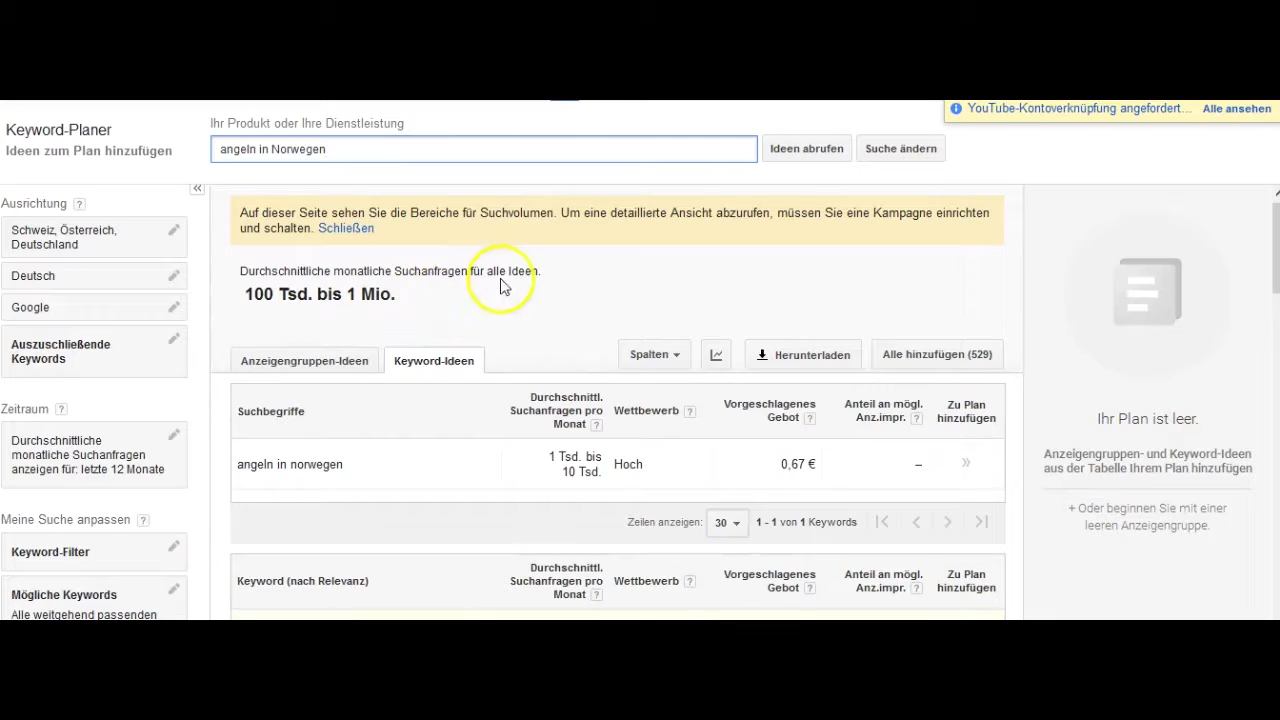 YouTube-Kontoverknüpfung angefordert... Alle ansehen
Keyword-Planer
Ideen zum Plan hinzufügen
Ihr Produkt oder Ihre Dienstleistung
angeln in Norwegen
Ideen abrufen
Suche ändern
Ausrichtung ?
Schweiz, Österreich,
Deutschland
Deutsch
Google
Auszuschließende
Keywords
Zeitraum ?
Durchschnittliche
monatliche Suchanfragen
anzeigen für: letzte 12 Monate
Meine Suche anpassen ?
Keyword-Filter
Mögliche Keywords
Alle weitgehend passenden
Auf dieser Seite sehen Sie die Bereiche für Suchvolumen. Um eine detaillierte Ansicht abzurufen, müssen Sie eine Kampagne einrichten
und schalten. Schließen
Durchschnittliche monatliche Suchanfragen für alle Ideen.
100 Tsd. bis 1 Mio.
Anzeigengruppen-Ideen
Keyword-Ideen
Spalten
Herunterladen
Alle hinzufügen (529)
Suchbegriffe
Durchschnittl.
Suchanfragen pro
Monat ?
Wettbewerb ?
Vorgeschlagenes
Gebot ?
Anteil an mögl.
Anz.impr. ?
Zu Plan
hinzufügen
angeln in norwegen
1 Tsd. bis
10 Tsd.
Hoch
0,67 €
–
»
Zeilen anzeigen: 30 1 - 1 von 1 Keywords
Keyword (nach Relevanz)
Durchschnittl.
Suchanfragen pro
Monat ?
Wettbewerb ?
Vorgeschlagenes
Gebot ?
Anteil an mögl.
Anz.impr. ?
Zu Plan
hinzufügen
Ihr Plan ist leer.
Anzeigengruppen- und Keyword-Ideen
aus der Tabelle Ihrem Plan hinzufügen
+ Oder beginnen Sie mit einer
leeren Anzeigengruppe.